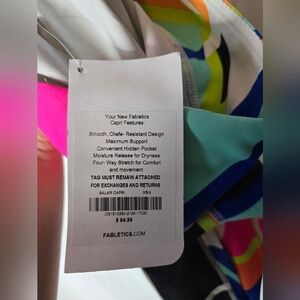 Your New Fabletics
Capri Features:
Smooth, Chafe- Resistant Design
Maximum Support
Convenient Hidden Pocket
Moisture Release for Dryness
Four- Way Stretch for Comfort
and movement
TAG MUST REMAIN ATTACHED
FOR EXCHANGES AND RETURNS
SALAR CAPRI XS/4
$ 64.95
FABLETICS.COM